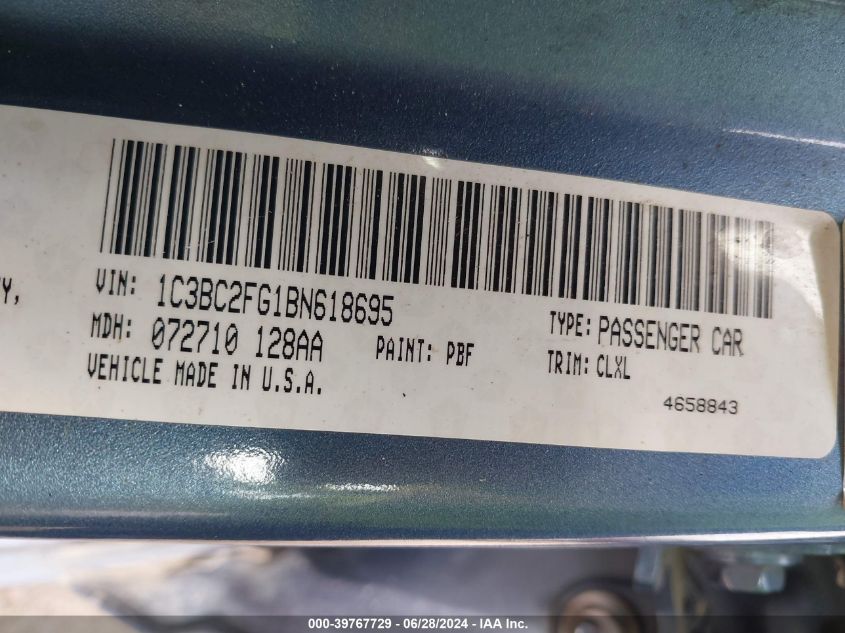 Y,
VIN: 1C3BC2FG1BN618695
TYPE: PASSENGER CAR
MDH: 072710 128AA
PAINT: PBF
TRIM: CLXL
VEHICLE MADE IN U.S.A.
4658843
000-39767729 - 06/28/2024 - IAA Inc.